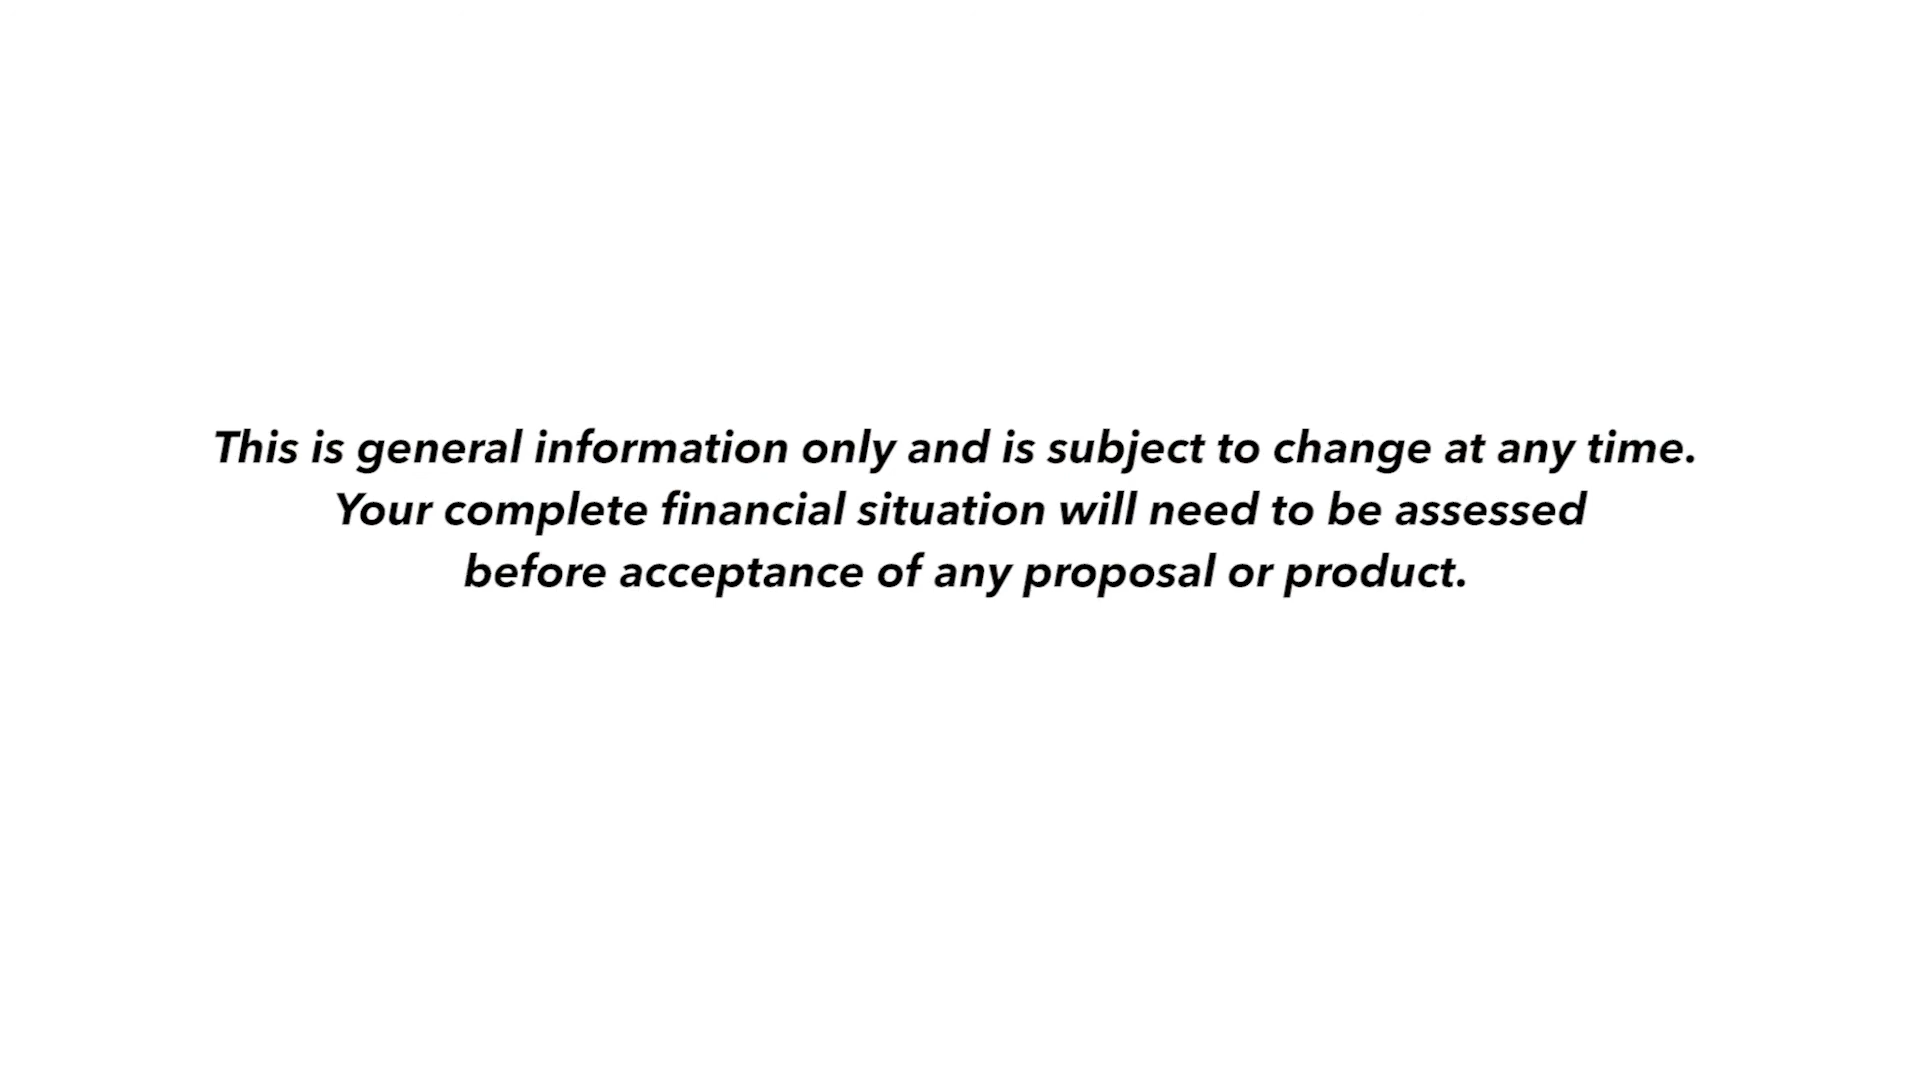 This is general information only and is subject to change at any time.
Your complete financial situation will need to be assessed
before acceptance of any proposal or product.